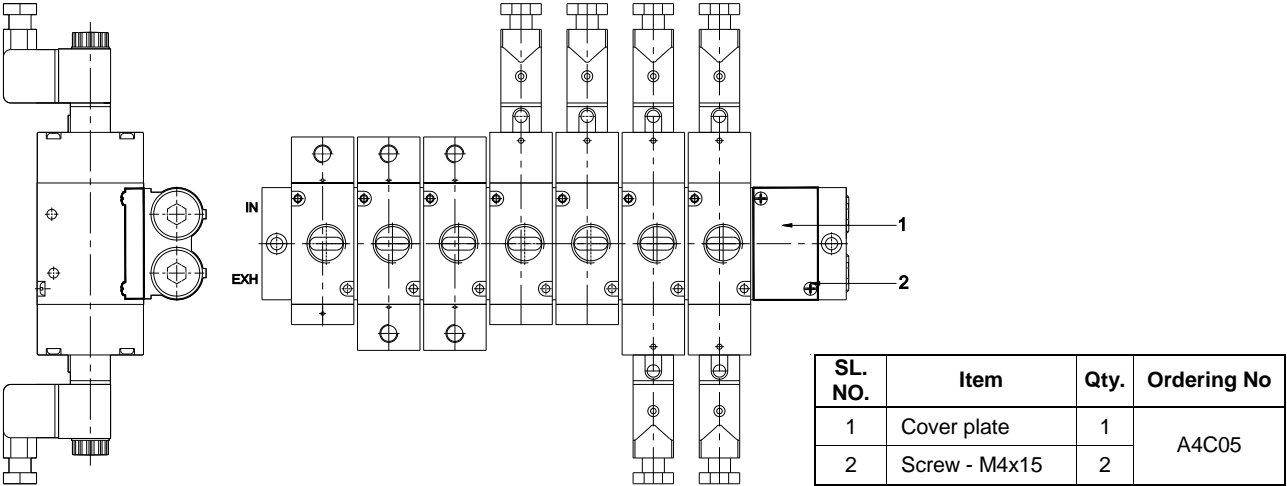 IN
EXH
1
2
SL. NO. Item Qty. Ordering No
1 Cover plate 1 A4C05
2 Screw - M4x15 2